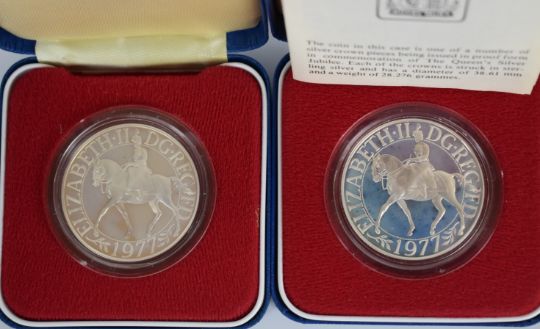 The coin in this case is one of a number of
silver crown pieces being issued in proof form
in commemoration of The Queen's Silver
Jubilee. Each of the crowns is struck in ster-
ling silver and has a diameter of 38.61 mm
and a weight of 28.276 grammes.
ELIZABETH·II D·G·REG·F·D
1977
ELIZABETH·II D·G·REG·F·D
1977